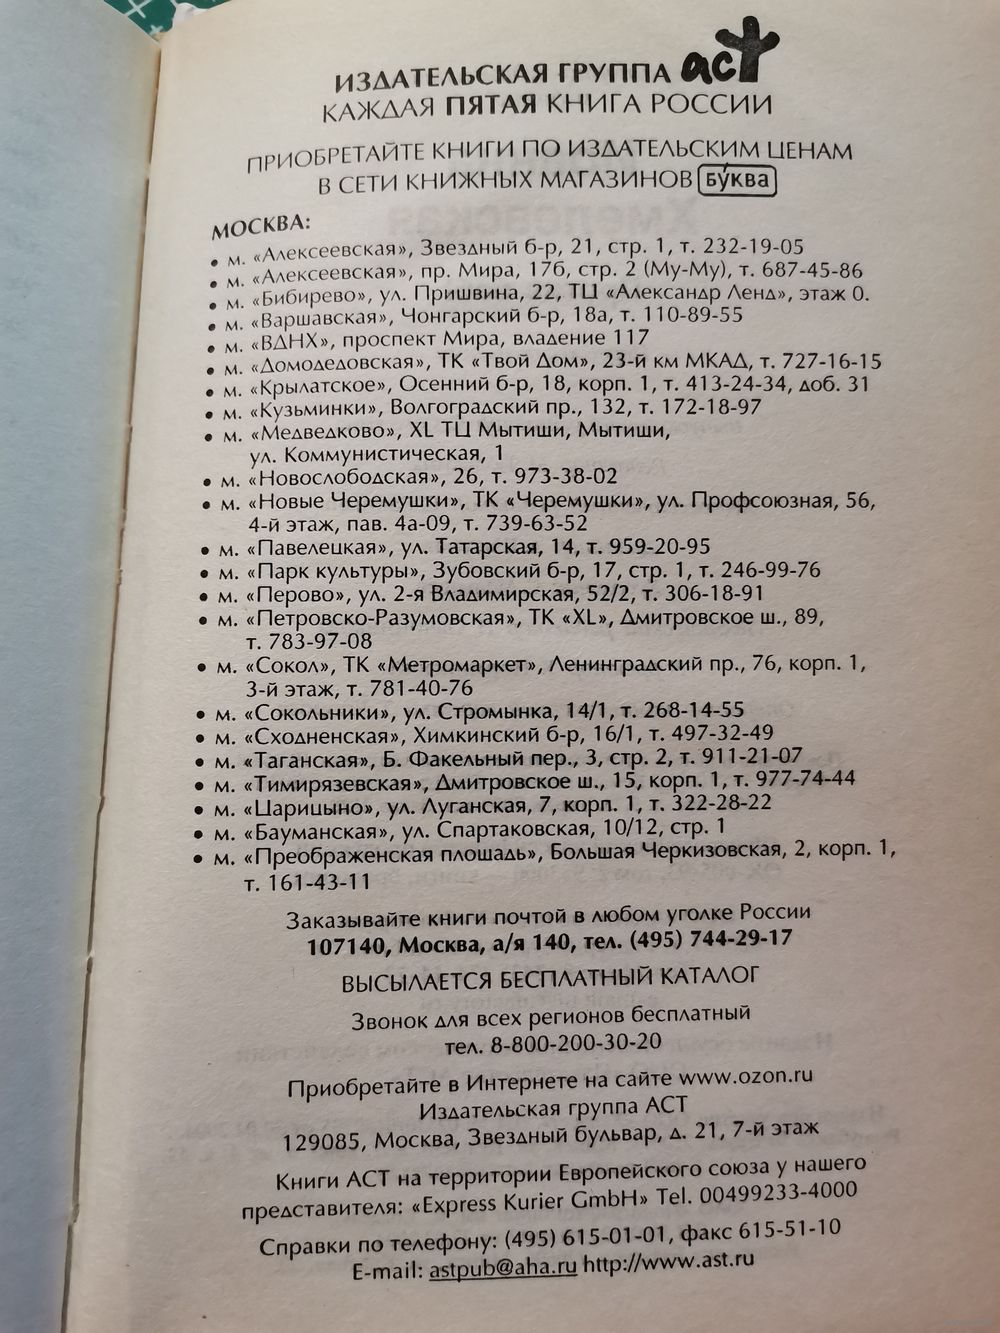 ИЗДАТЕЛЬСКАЯ ГРУППА аст
КАЖДАЯ ПЯТАЯ КНИГА РОССИИ
ПРИОБРЕТАЙТЕ КНИГИ ПО ИЗДАТЕЛЬСКИМ ЦЕНАМ
В СЕТИ КНИЖНЫХ МАГАЗИНОВ буква
МОСКВА:
• м. «Алексеевская», Звездный б-р, 21, стр. 1, т. 232-19-05
• м. «Алексеевская», пр. Мира, 176, стр. 2 (Му-Му), т. 687-45-86
• м. «Бибирево», ул. Пришвина, 22, ТЦ «Александр Ленд», этаж 0.
• м. «Варшавская», Чонгарский б-р, 18а, т. 110-89-55
• м. «ВДНХ», проспект Мира, владение 117
• м. «Домодедовская», ТК «Твой Дом», 23-й км МКАД, т. 727-16-15
• м. «Крылатское», Осенний б-р, 18, корп. 1, т. 413-24-34, доб. 31
• м. «Кузьминки», Волгоградский пр., 132, т. 172-18-97
• м. «Медведково», XL ТЦ Мытищи, Мытищи,
ул. Коммунистическая, 1
• м. «Новослободская», 26, т. 973-38-02
• м. «Новые Черемушки», ТК «Черемушки», ул. Профсоюзная, 56,
4-й этаж, пав. 4а-09, т. 739-63-52
• м. «Павелецкая», ул. Татарская, 14, т. 959-20-95
• м. «Парк культуры», Зубовский б-р, 17, стр. 1, т. 246-99-76
• м. «Перово», ул. 2-я Владимирская, 52/2, т. 306-18-91
• м. «Петровско-Разумовская», ТК «XL», Дмитровское ш., 89,
т. 783-97-08
• м. «Сокол», ТК «Метромаркет», Ленинградский пр., 76, корп. 1,
3-й этаж, т. 781-40-76
• м. «Сокольники», ул. Стромынка, 14/1, т. 268-14-55
• м. «Сходненская», Химкинский б-р, 16/1, т. 497-32-49
• м. «Таганская», Б. Факельный пер., 3, стр. 2, т. 911-21-07
• м. «Тимирязевская», Дмитровское ш., 15, корп. 1, т. 977-74-44
• м. «Царицыно», ул. Луганская, 7, корп. 1, т. 322-28-22
• м. «Бауманская», ул. Спартаковская, 10/12, стр. 1
• м. «Преображенская площадь», Большая Черкизовская, 2, корп. 1,
т. 161-43-11
Заказывайте книги почтой в любом уголке России
107140, Москва, а/я 140, тел. (495) 744-29-17
ВЫСЫЛАЕТСЯ БЕСПЛАТНЫЙ КАТАЛОГ
Звонок для всех регионов бесплатный
тел. 8-800-200-30-20
Приобретайте в Интернете на сайте www.ozon.ru
Издательская группа АСТ
129085, Москва, Звездный бульвар, д. 21, 7-й этаж
Книги АСТ на территории Европейского союза у нашего
представителя: «Express Kurier GmbH» Tel. 00499233-4000
Справки по телефону: (495) 615-01-01, факс 615-51-10
E-mail: astpub@aha.ru http://www.ast.ru